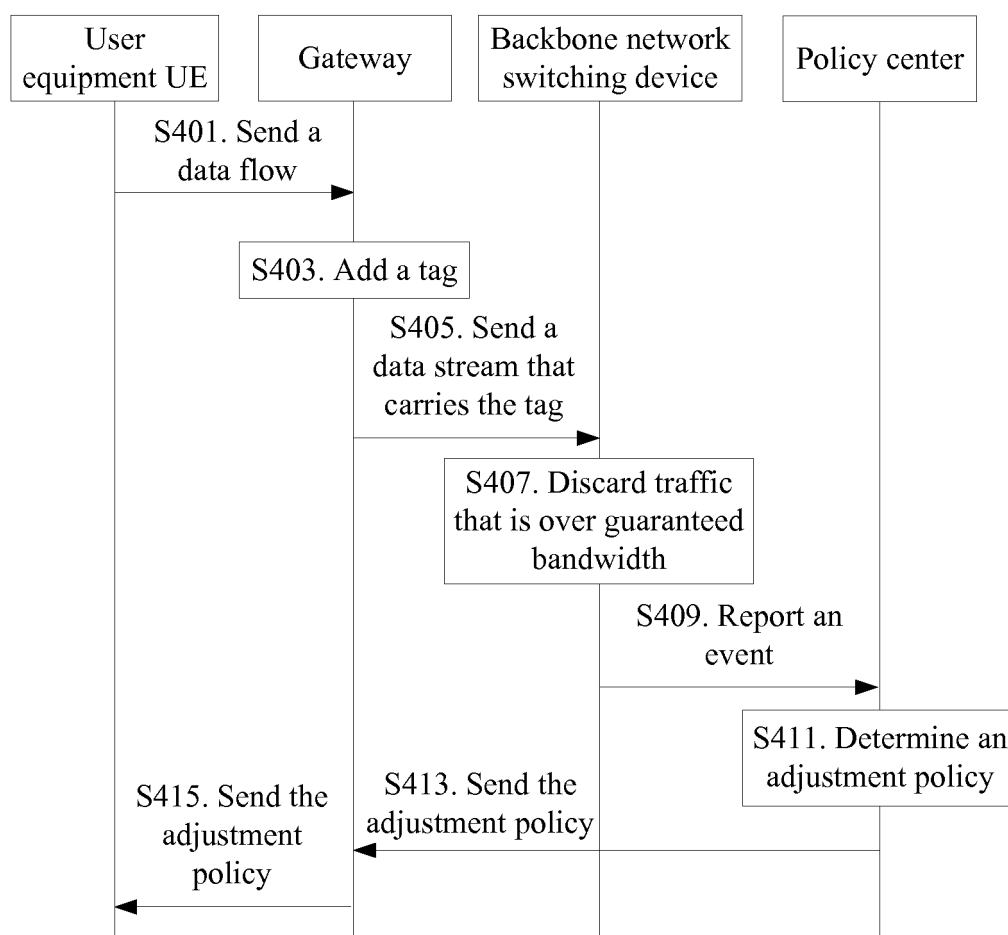 User
equipment UE
Gateway
Backbone network
switching device
Policy center
S401. Send a
data flow
S403. Add a tag
S405. Send a
data stream that
carries the tag
S407. Discard traffic
that is over guaranteed
bandwidth
S409. Report an
event
S411. Determine an
adjustment policy
S413. Send the
adjustment policy
S415. Send the
adjustment
policy